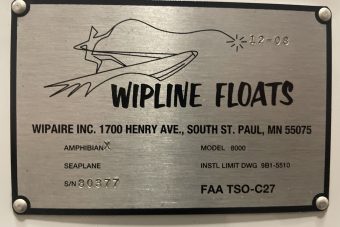 12-03
WIPLINE FLOATS
WIPAIRE INC. 1700 HENRY AVE., SOUTH ST. PAUL, MN 55075
AMPHIBIAN X MODEL 8000
SEAPLANE INSTL LIMIT DWG 9B1-5510
S/N 80377 FAA TSO-C27